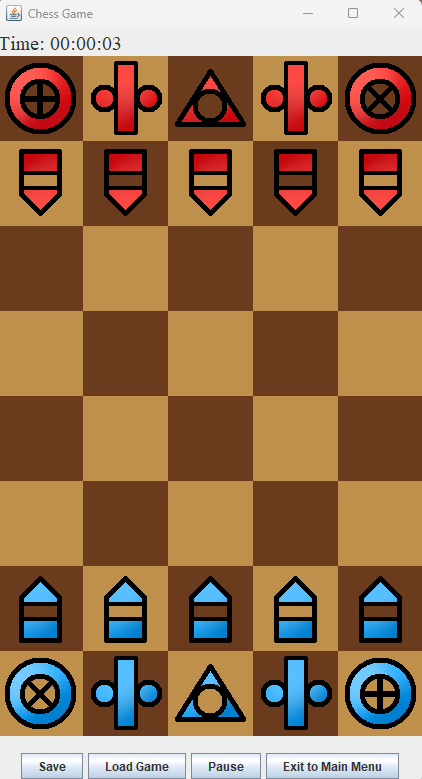 Chess Game
Time: 00:00:03
Save
Load Game
Pause
Exit to Main Menu